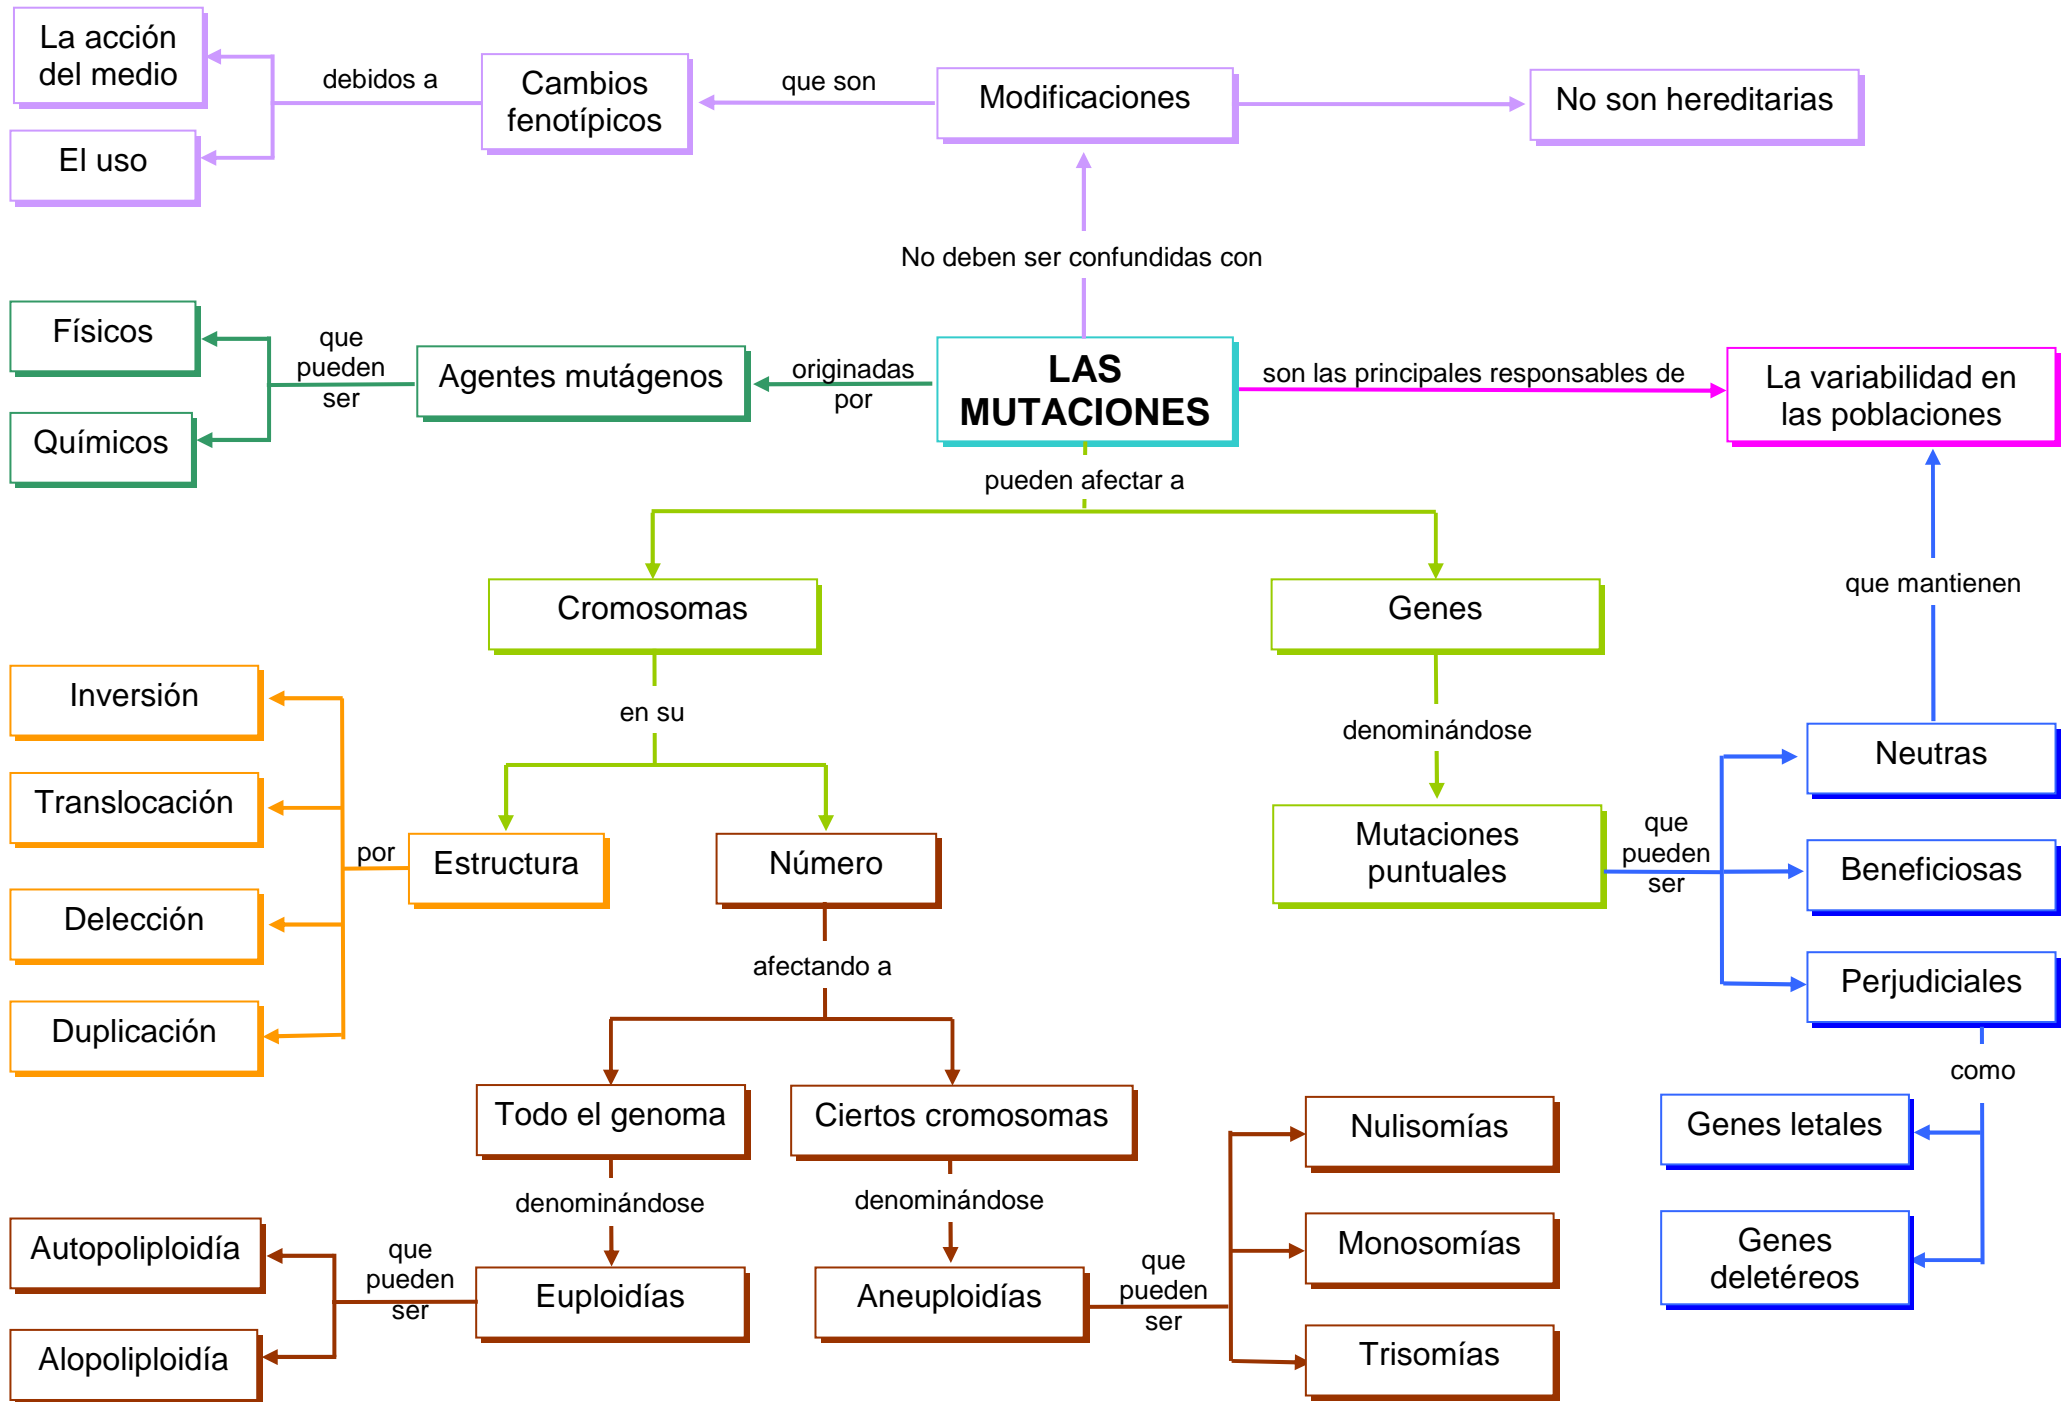 La acción
del medio
debidos a
Cambios
fenotípicos
que son
Modificaciones
No son hereditarias
El uso
No deben ser confundidas con
Físicos
que
pueden
ser
Agentes mutágenos
originadas
por
LAS
MUTACIONES
son las principales responsables de
La variabilidad en
las poblaciones
Químicos
pueden afectar a
Cromosomas
Genes
que mantienen
Inversión
en su
denominándose
Neutras
Translocación
por
Estructura
Número
Mutaciones
puntuales
que
pueden
ser
Beneficiosas
Delección
afectando a
Perjudiciales
Duplicación
como
Todo el genoma
Ciertos cromosomas
Nulisomías
Genes letales
denominándose
denominándose
Autopoliploidía
que
pueden
ser
Euploidías
Aneuploidías
que
pueden
ser
Monosomías
Genes
deletéreos
Alopoliploidía
Trisomías